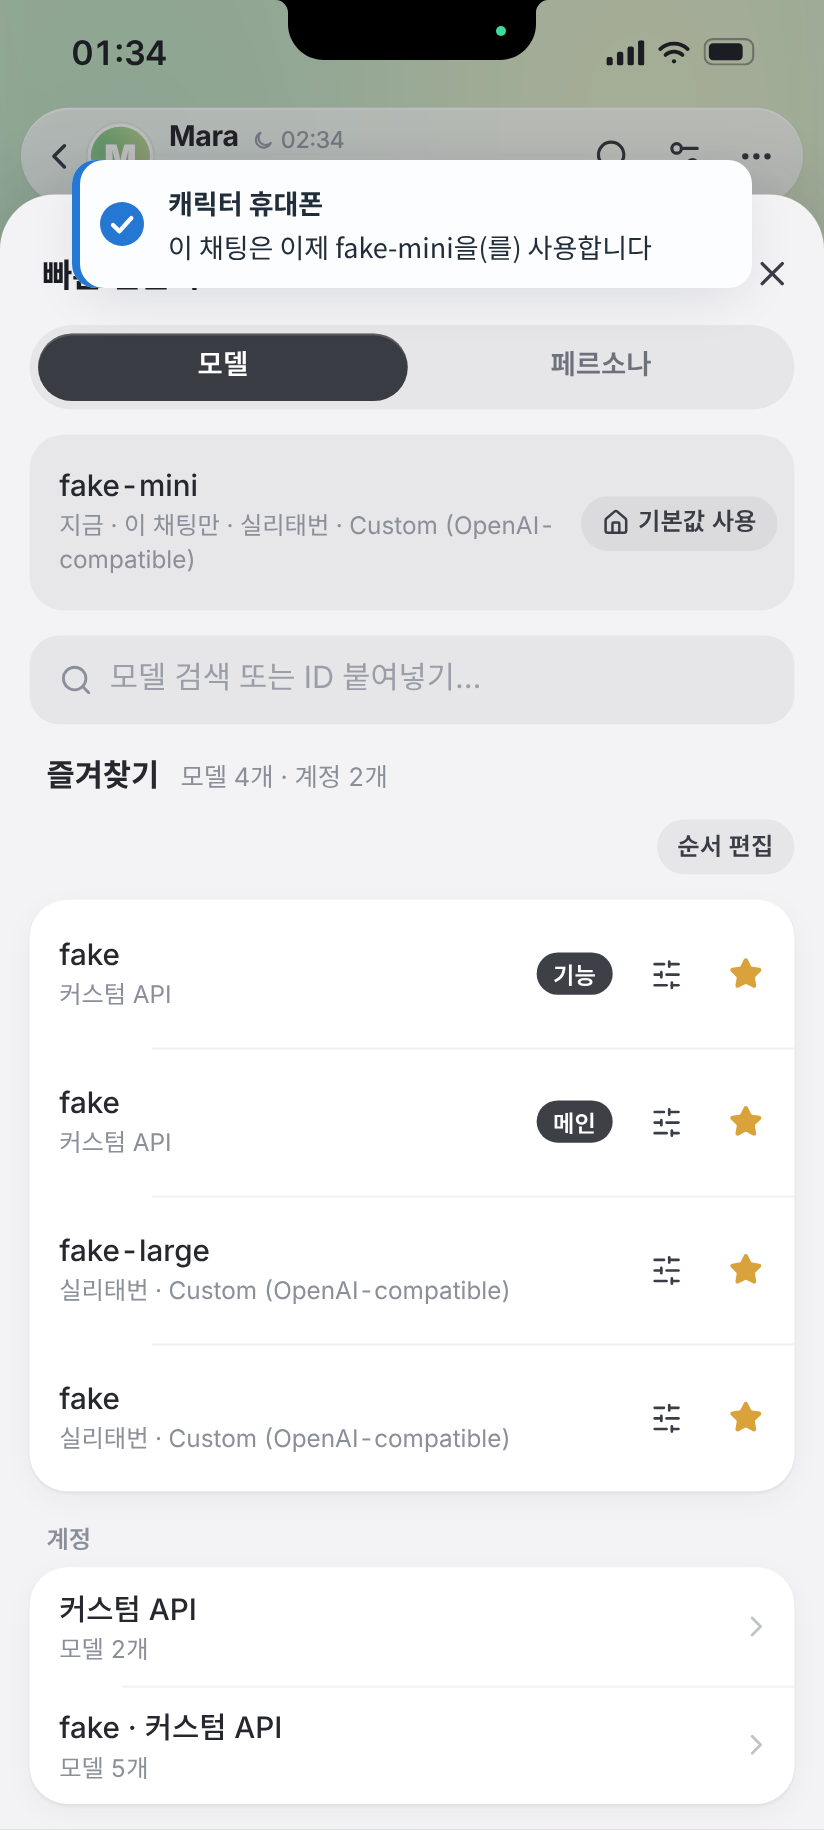 01:34
Mara 02:34
M
캐릭터 휴대폰
이 채팅은 이제 fake-mini을(를) 사용합니다
모델
페르소나
fake-mini
지금 · 이 채팅만 · 실리태번 · Custom (OpenAI-
compatible)
기본값 사용
모델 검색 또는 ID 붙여넣기...
즐겨찾기 모델 4개 · 계정 2개
순서 편집
fake
커스텀 API
기능
fake
커스텀 API
메인
fake-large
실리태번 · Custom (OpenAI-compatible)
fake
실리태번 · Custom (OpenAI-compatible)
계정
커스텀 API
모델 2개
fake · 커스텀 API
모델 5개